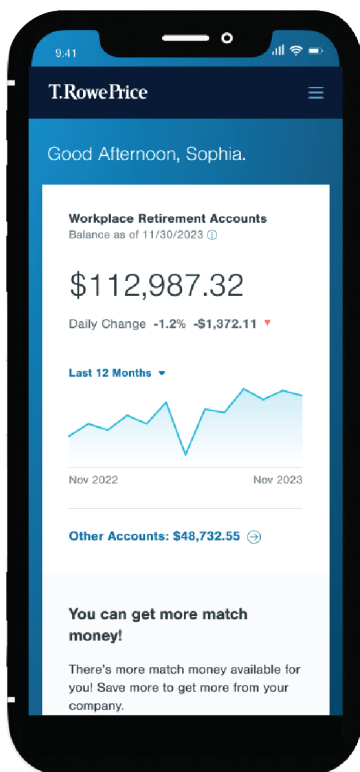 9:41
T.RowePrice
Good Afternoon, Sophia.
Workplace Retirement Accounts
Balance as of 11/30/2023 ⓘ
$112,987.32
Daily Change -1.2% -$1,372.11 ▼
Last 12 Months ▼
Nov 2022 Nov 2023
Other Accounts: $48,732.55
You can get more match
money!
There's more match money available for
you! Save more to get more from your
company.